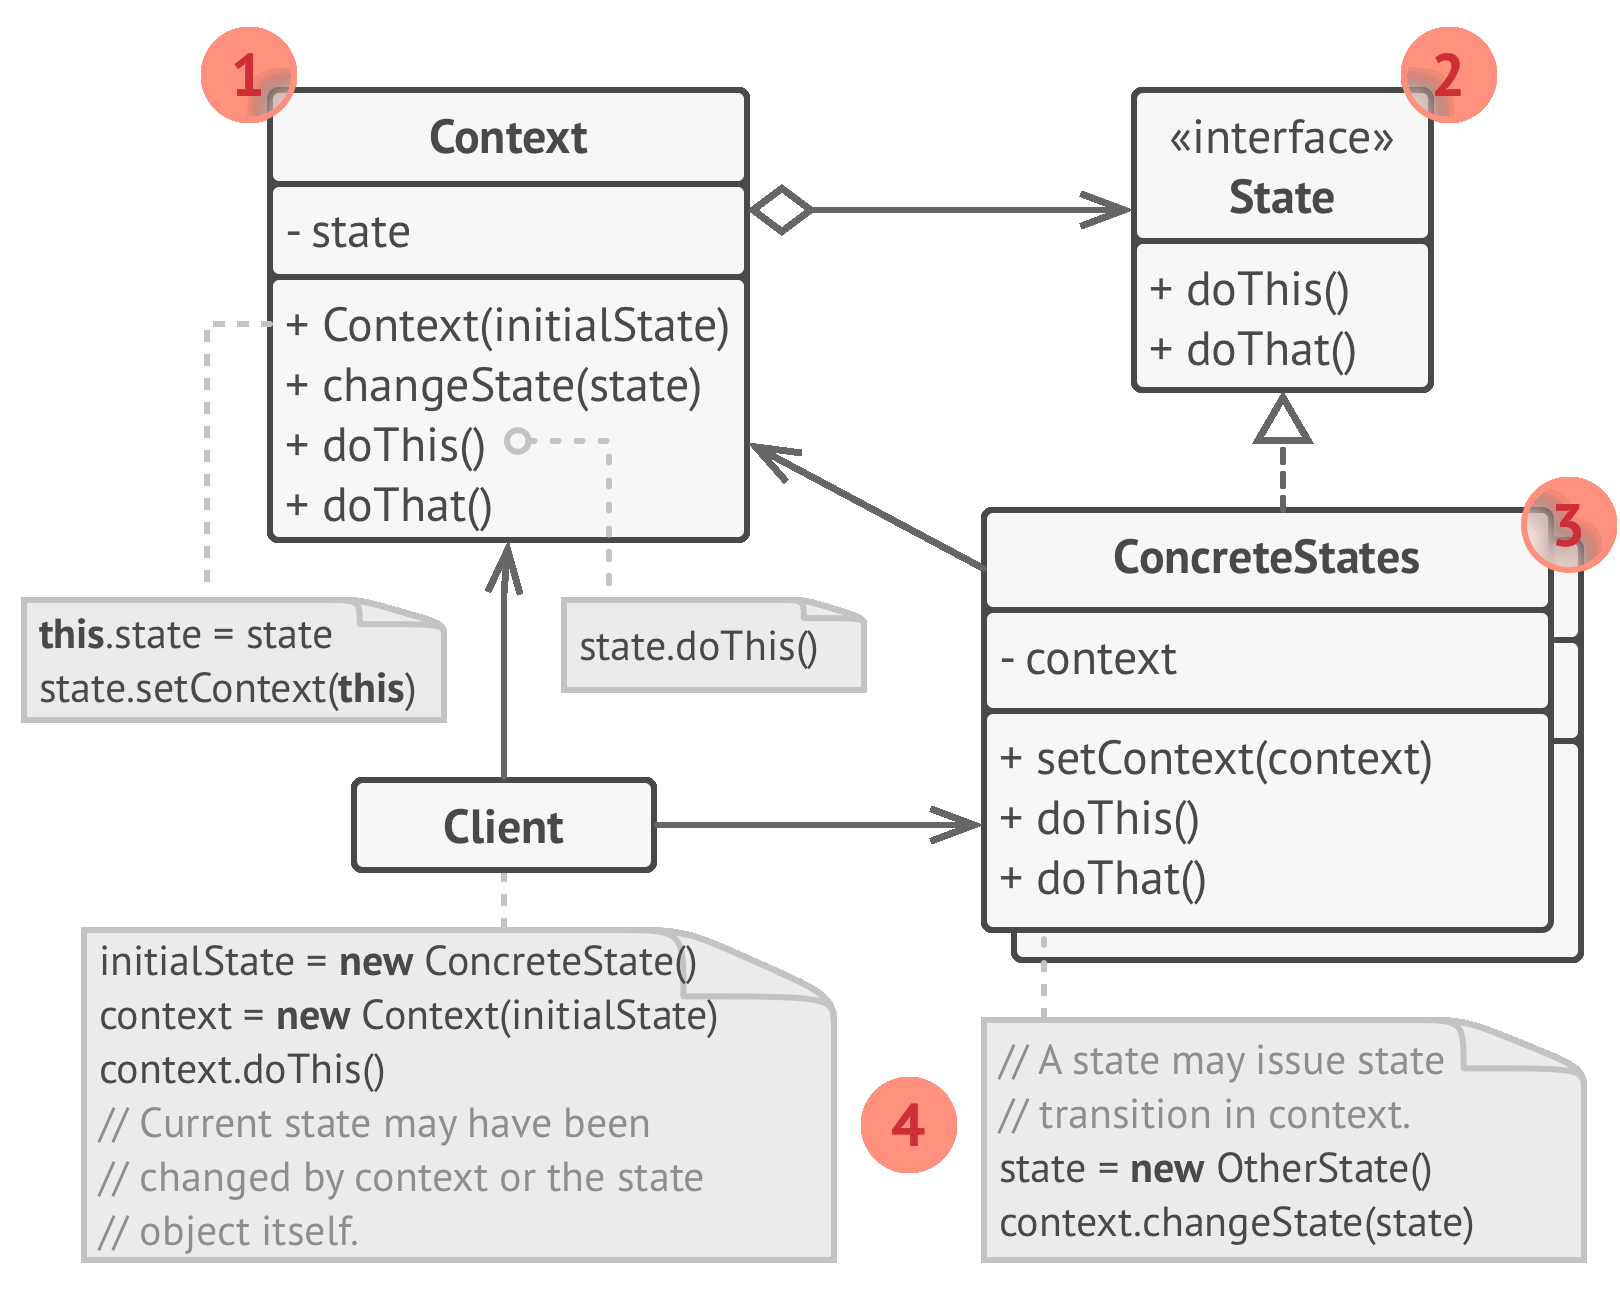 1
Context
- state
+ Context(initialState)
+ changeState(state)
+ doThis()
+ doThat()
2
«interface»
State
+ doThis()
+ doThat()
this.state = state
state.setContext(this)
state.doThis()
3
ConcreteStates
- context
+ setContext(context)
+ doThis()
+ doThat()
Client
initialState = new ConcreteState()
context = new Context(initialState)
context.doThis()
// Current state may have been
// changed by context or the state
// object itself.
4
// A state may issue state
// transition in context.
state = new OtherState()
context.changeState(state)